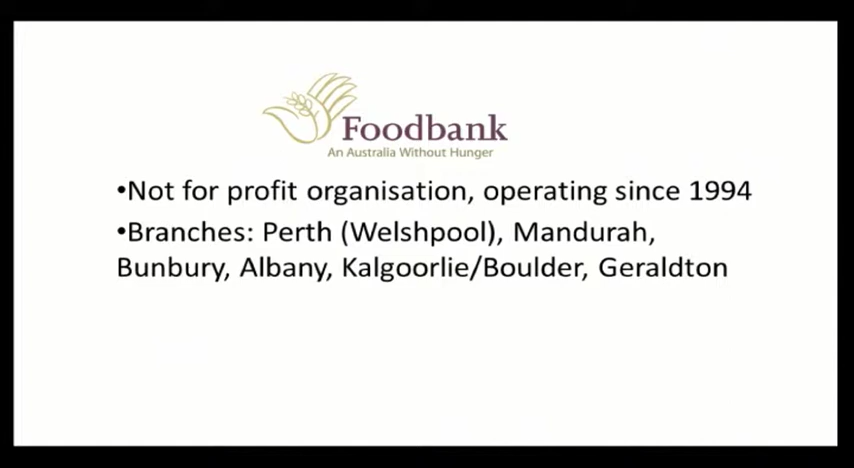 Foodbank
An Australia Without Hunger
•Not for profit organisation, operating since 1994
•Branches: Perth (Welshpool), Mandurah,
Bunbury, Albany, Kalgoorlie/Boulder, Geraldton